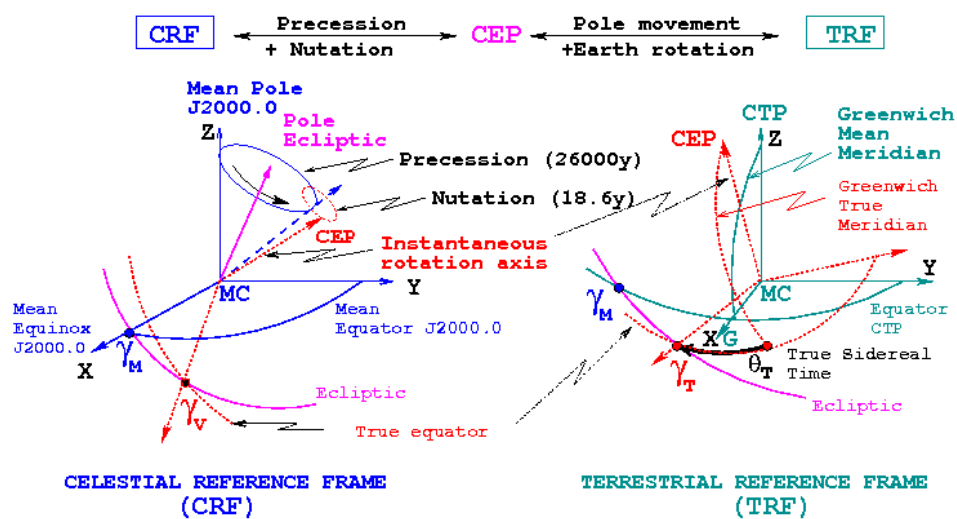 CRF
Precession
+ Nutation
CEP
Pole movement
+Earth rotation
TRF
Mean Pole
J2000.0
Z
Pole
Ecliptic
Precession (26000y)
Nutation (18.6y)
CEP
Instantaneous
rotation axis
MC
Y
Mean
Equinox
J2000.0
γM
X
Mean
Equator J2000.0
Ecliptic
γV
True equator
CELESTIAL REFERENCE FRAME
(CRF)
CTP
Z
CEP
Greenwich
Mean
Meridian
Greenwich
True
Meridian
MC
Y
γM
Equator
CTP
X
G
γT
θT
True Sidereal
Time
Ecliptic
TERRESTRIAL REFERENCE FRAME
(TRF)